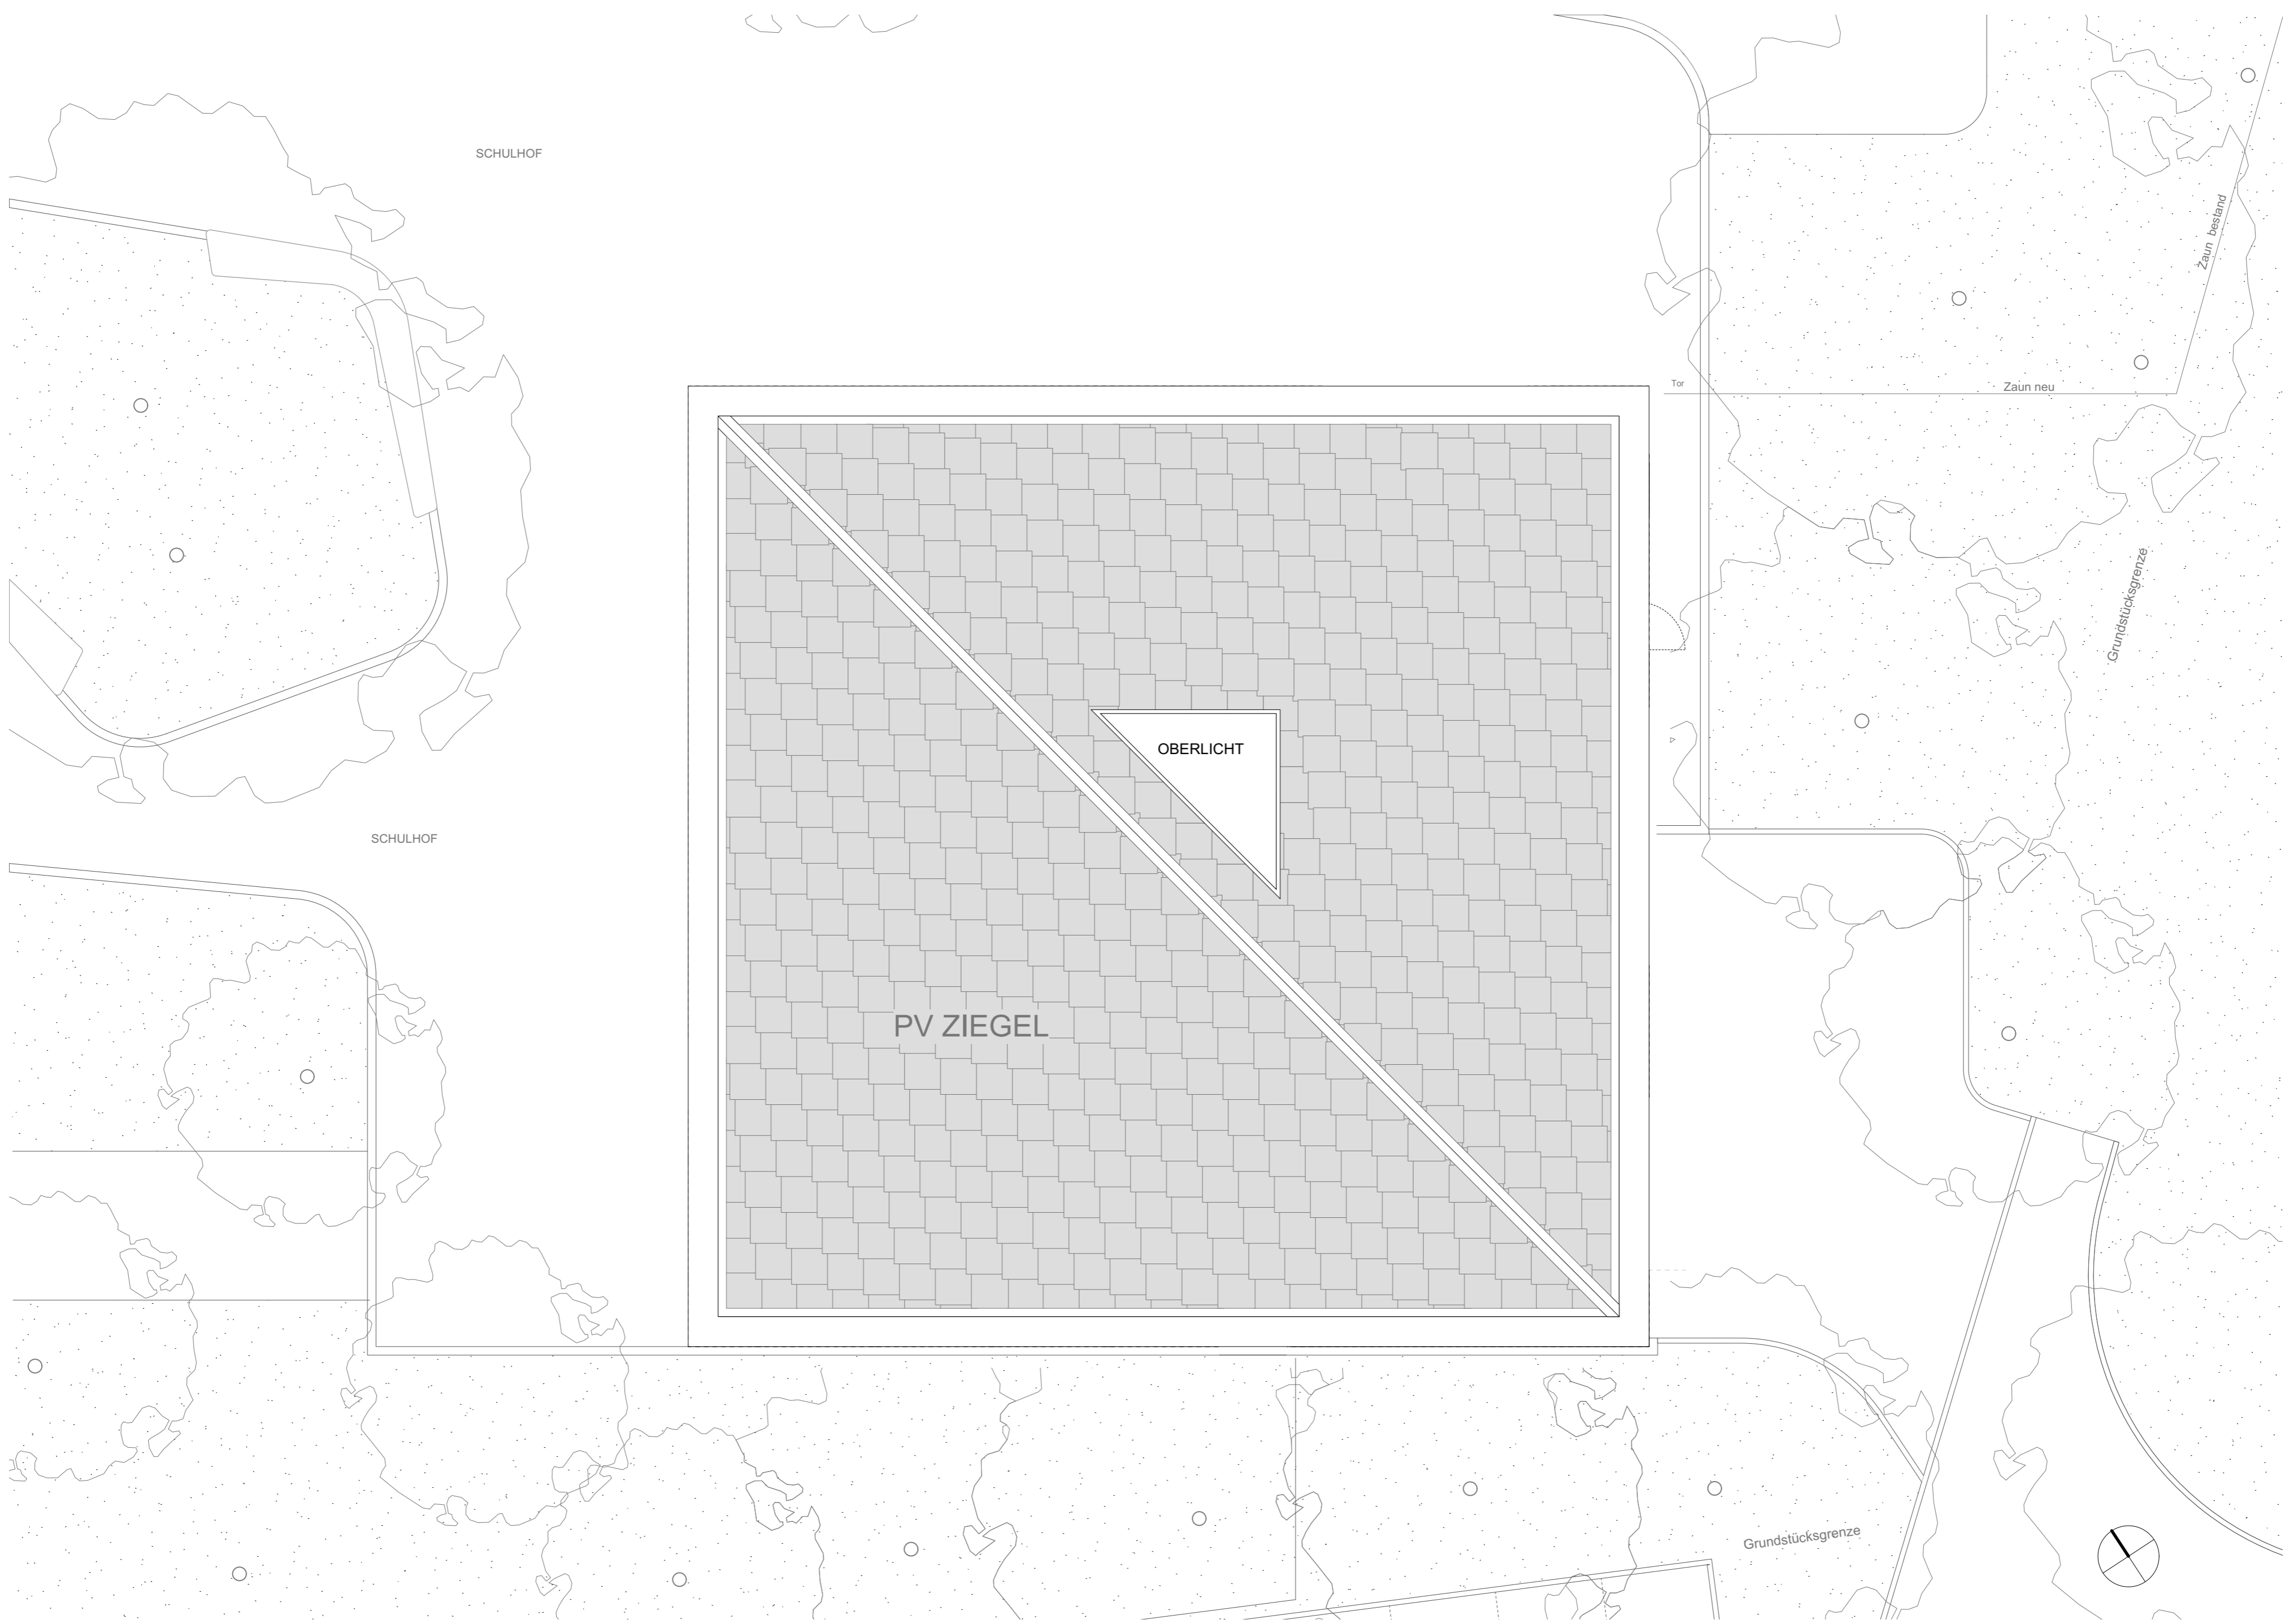 SCHULHOF
Zaun bestand
Tor
Zaun neu
Grundstücksgrenze
OBERLICHT
SCHULHOF
PV ZIEGEL
Grundstücksgrenze